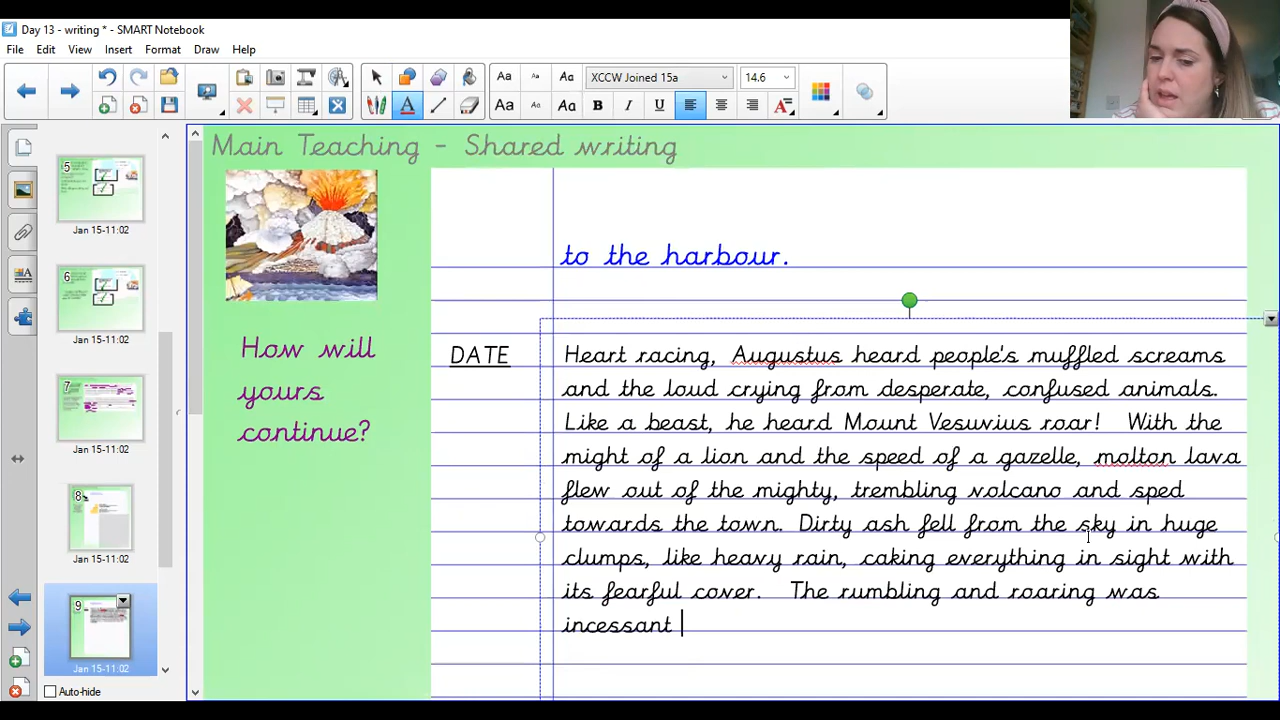 Day 13 - writing * - SMART Notebook
File Edit View Insert Format Draw Help
XCCW Joined 15a 14.6
Main Teaching - Shared writing
to the harbour.
How will
yours
continue?
DATE
Heart racing, Augustus heard people's muffled screams
and the loud crying from desperate, confused animals.
Like a beast, he heard Mount Vesuvius roar! With the
might of a lion and the speed of a gazelle, molton lava
flew out of the mighty, trembling volcano and sped
towards the town. Dirty ash fell from the sky in huge
clumps, like heavy rain, caking everything in sight with
its fearful cover. The rumbling and roaring was
incessant
5
Jan 15-11:02
6
Jan 15-11:02
7
Jan 15-11:02
8
Jan 15-11:02
9
Jan 15-11:02
Auto-hide